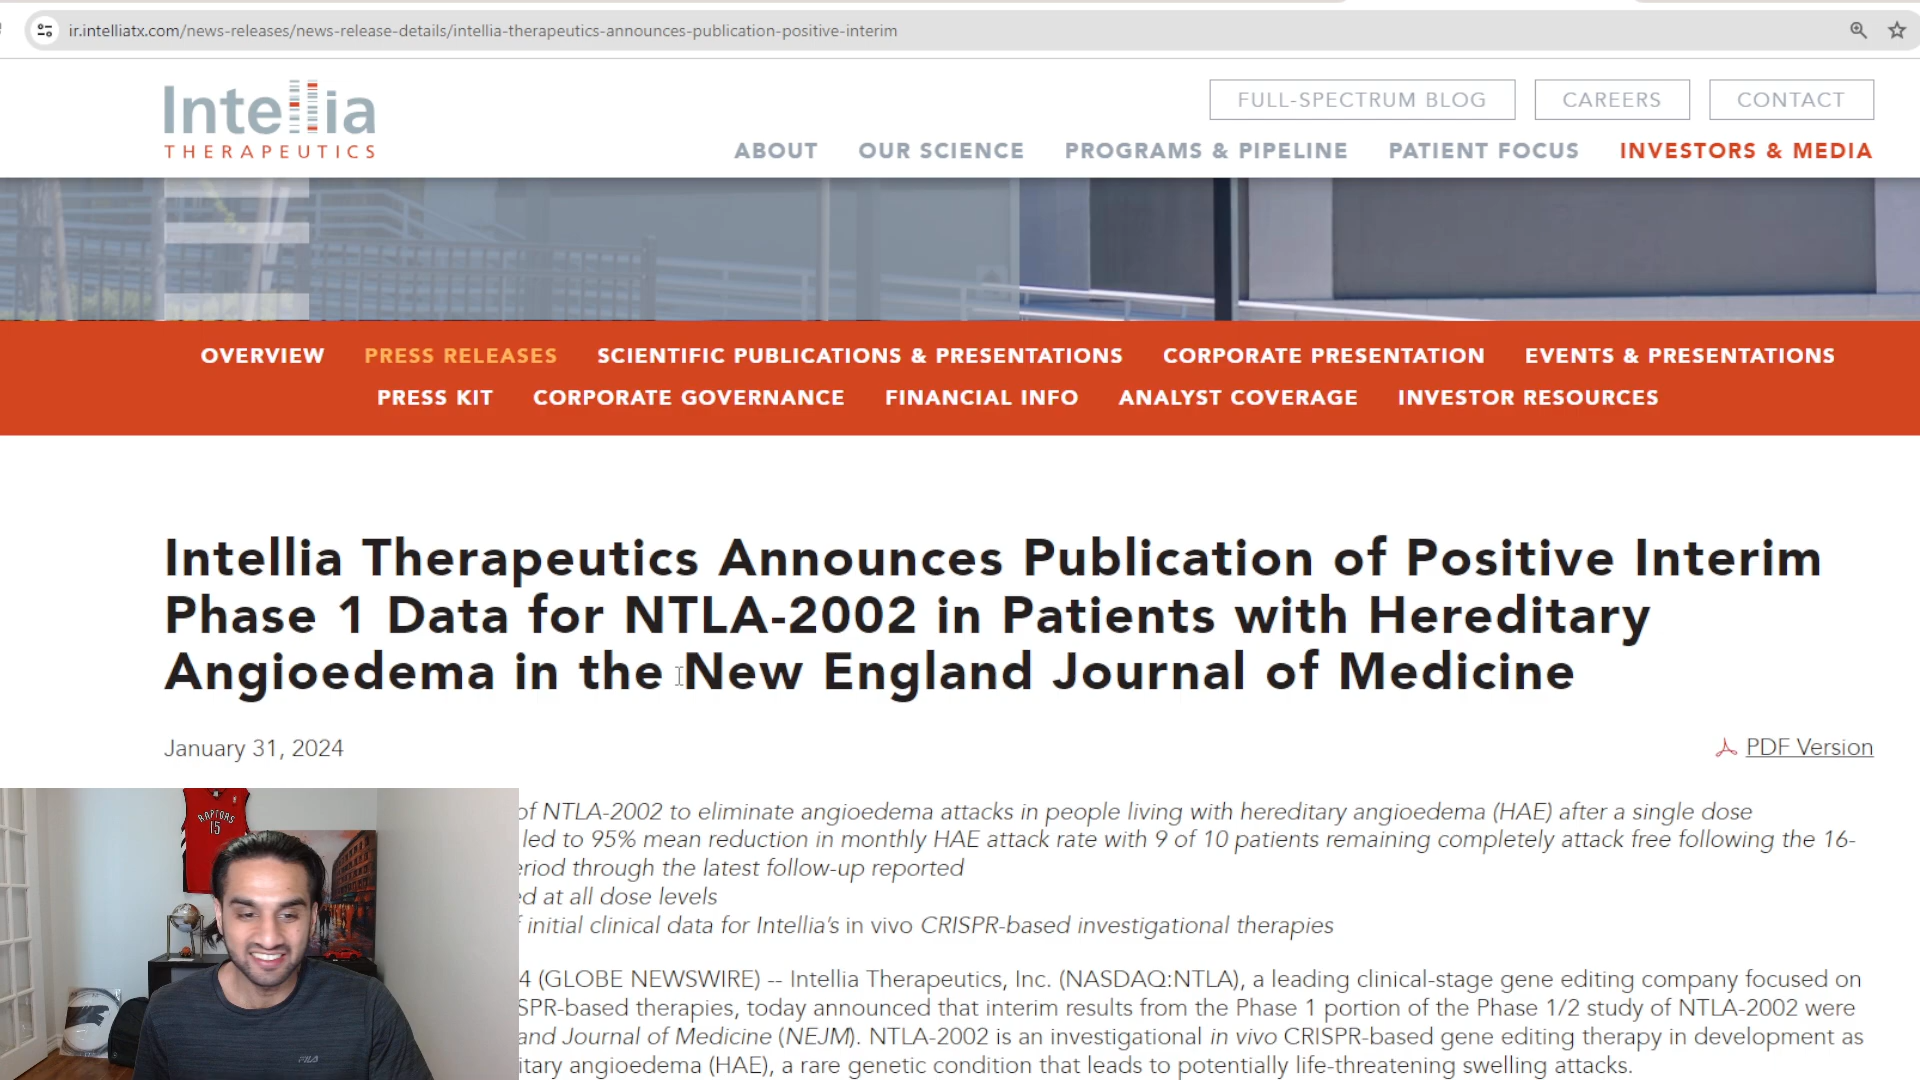 ir.intelliatx.com/news-releases/news-release-details/intellia-therapeutics-announces-publication-positive-interim
Intellia
THERAPEUTICS
FULL-SPECTRUM BLOG CAREERS CONTACT
ABOUT OUR SCIENCE PROGRAMS & PIPELINE PATIENT FOCUS INVESTORS & MEDIA
OVERVIEW PRESS RELEASES SCIENTIFIC PUBLICATIONS & PRESENTATIONS CORPORATE PRESENTATION EVENTS & PRESENTATIONS
PRESS KIT CORPORATE GOVERNANCE FINANCIAL INFO ANALYST COVERAGE INVESTOR RESOURCES
Intellia Therapeutics Announces Publication of Positive Interim
Phase 1 Data for NTLA-2002 in Patients with Hereditary
Angioedema in the New England Journal of Medicine
January 31, 2024
PDF Version
of NTLA-2002 to eliminate angioedema attacks in people living with hereditary angioedema (HAE) after a single dose
led to 95% mean reduction in monthly HAE attack rate with 9 of 10 patients remaining completely attack free following the 16-
eriod through the latest follow-up reported
ed at all dose levels
f initial clinical data for Intellia's in vivo CRISPR-based investigational therapies
4 (GLOBE NEWSWIRE) -- Intellia Therapeutics, Inc. (NASDAQ:NTLA), a leading clinical-stage gene editing company focused on
SPR-based therapies, today announced that interim results from the Phase 1 portion of the Phase 1/2 study of NTLA-2002 were
and Journal of Medicine (NEJM). NTLA-2002 is an investigational in vivo CRISPR-based gene editing therapy in development as
itary angioedema (HAE), a rare genetic condition that leads to potentially life-threatening swelling attacks.
RAPTORS
15
FILA